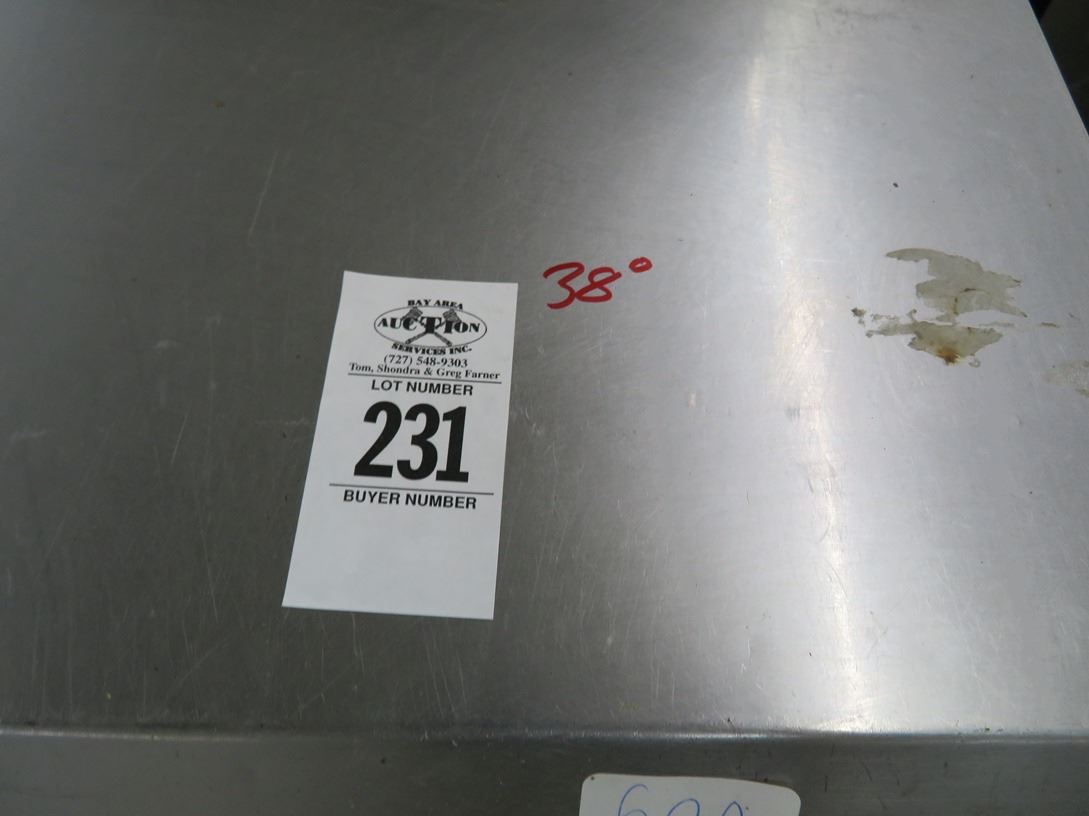 38°
BAY AREA
AUCTION
SERVICES INC.
(727) 548-9303
Tom, Shondra & Greg Farner
LOT NUMBER
231
BUYER NUMBER